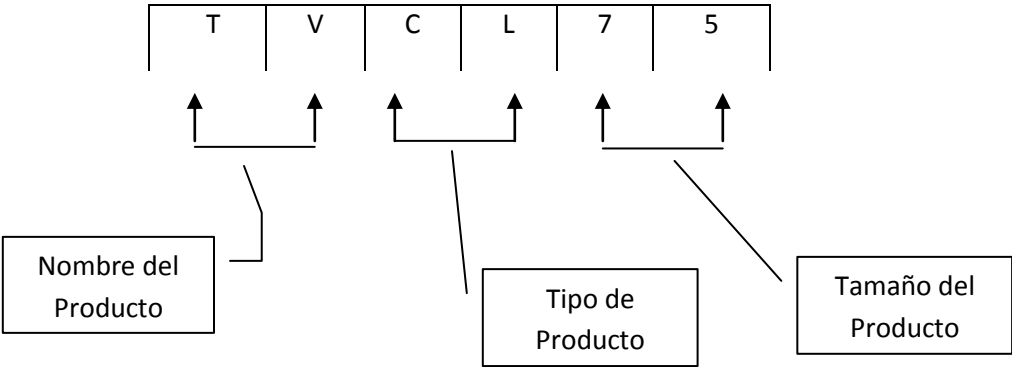 T V C L 7 5
Nombre del
Producto
Tipo de
Producto
Tamaño del
Producto